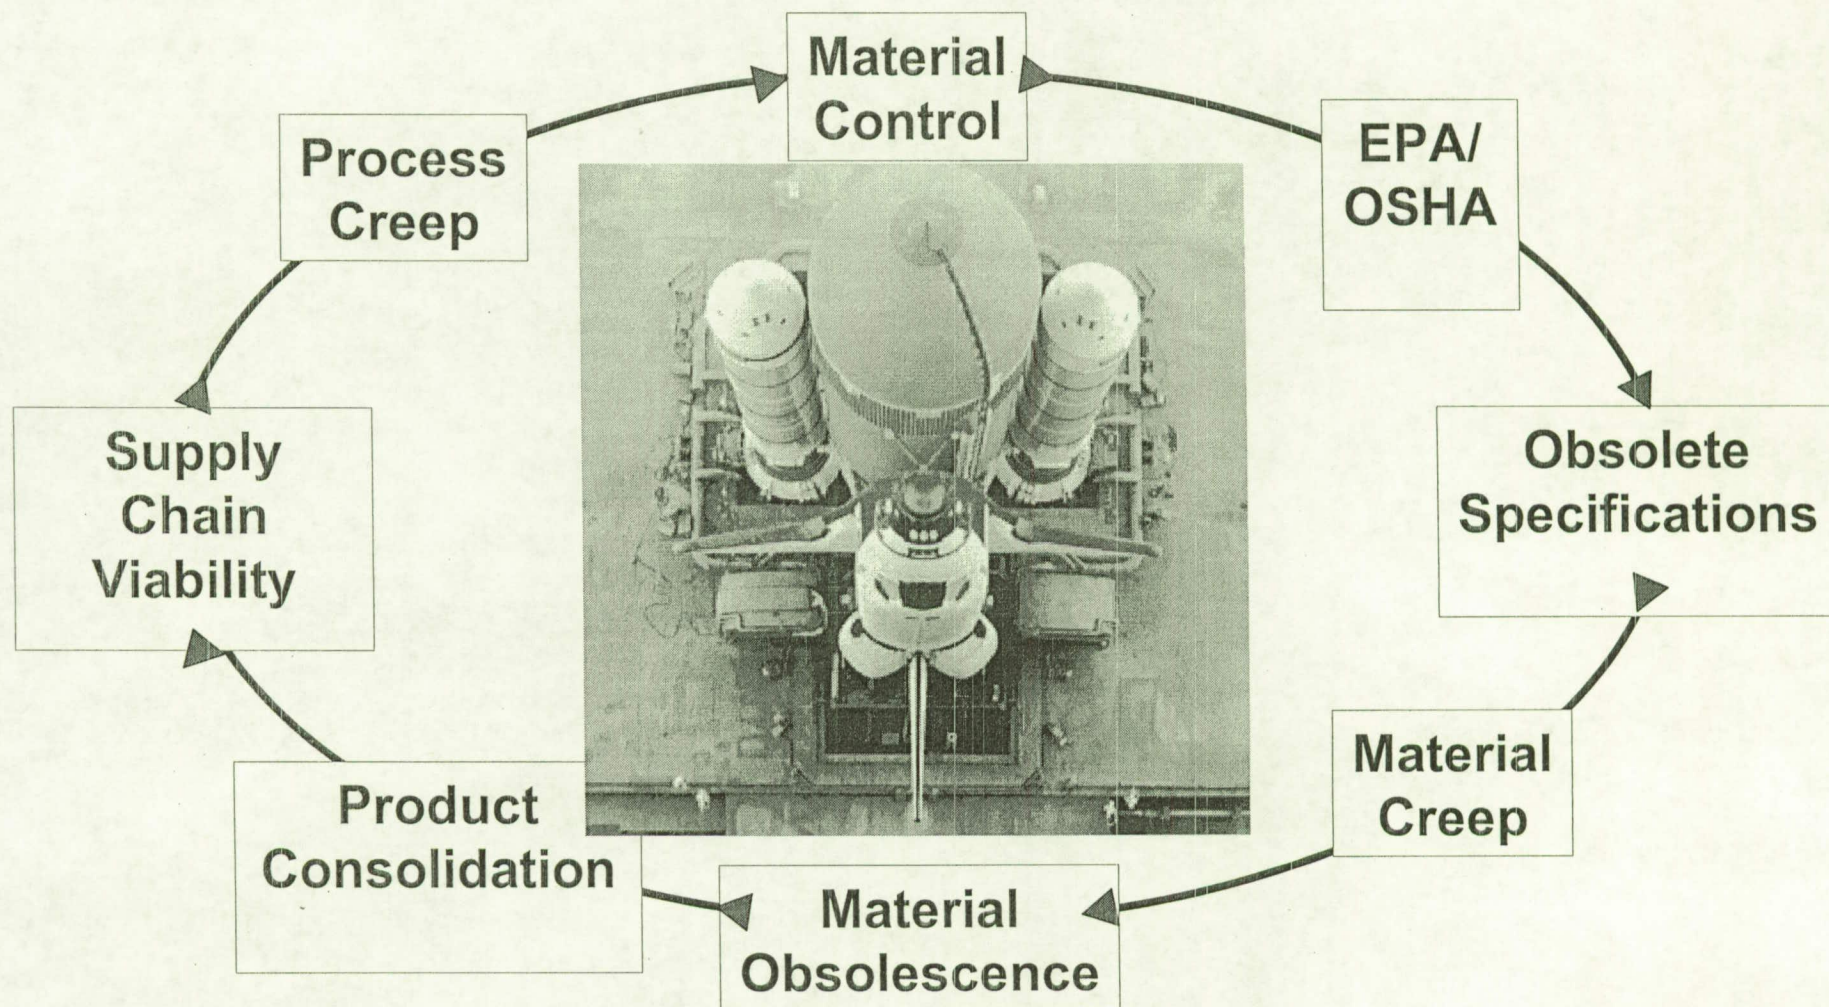 Material
Control
EPA/
OSHA
Process
Creep
Obsolete
Specifications
Supply
Chain
Viability
Material
Creep
Product
Consolidation
Material
Obsolescence